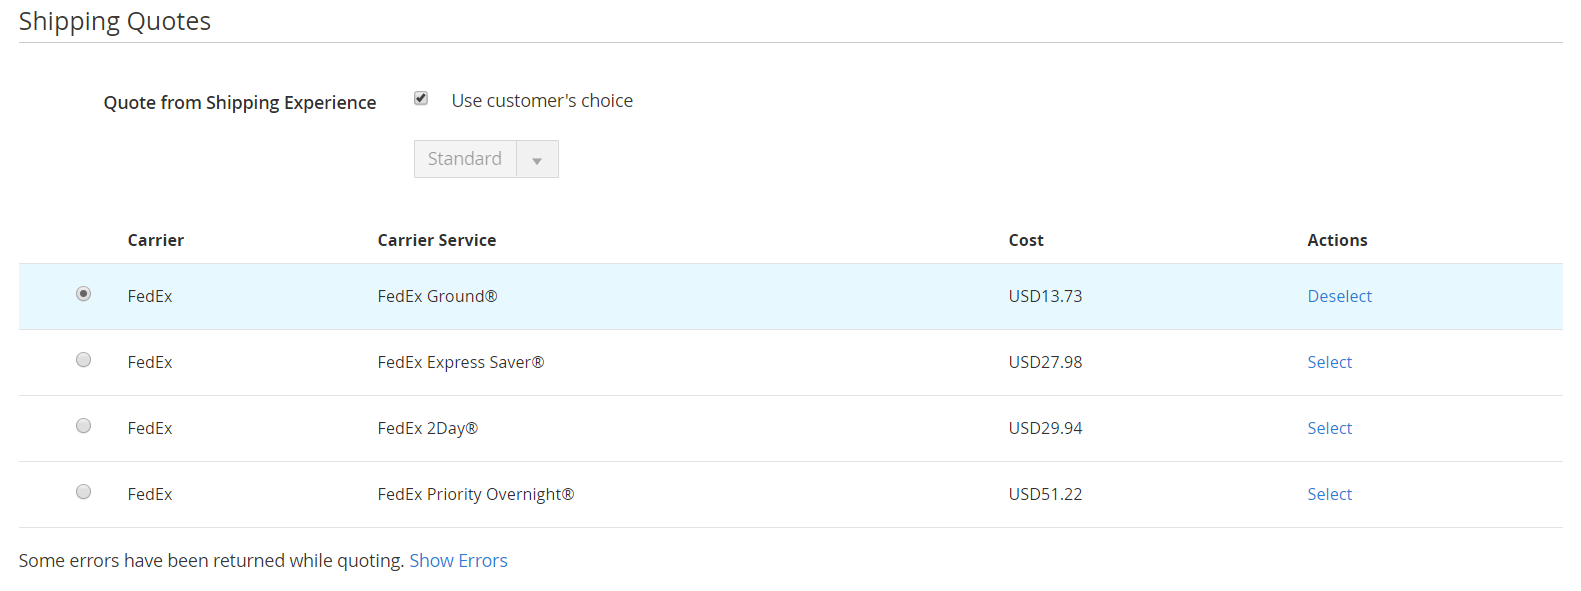 Shipping Quotes
Quote from Shipping Experience Use customer's choice
Standard
Carrier Carrier Service Cost Actions
FedEx FedEx Ground® USD13.73 Deselect
FedEx FedEx Express Saver® USD27.98 Select
FedEx FedEx 2Day® USD29.94 Select
FedEx FedEx Priority Overnight® USD51.22 Select
Some errors have been returned while quoting. Show Errors